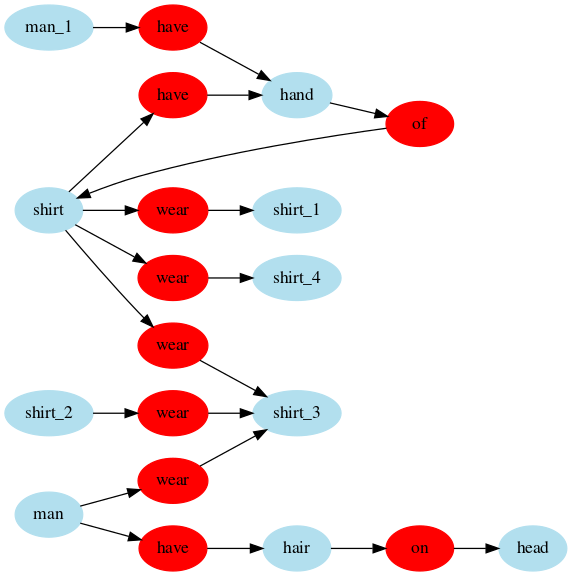 man_1 have
have hand
of
shirt wear shirt_1
wear shirt_4
wear
shirt_2 wear shirt_3
wear
man
have hair on head